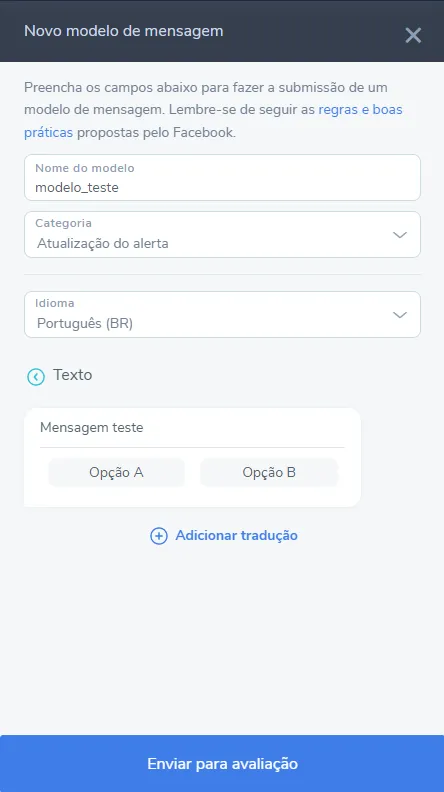 Novo modelo de mensagem
Preencha os campos abaixo para fazer a submissão de um
modelo de mensagem. Lembre-se de seguir as regras e boas
práticas propostas pelo Facebook.
Nome do modelo
modelo_teste
Categoria
Atualização do alerta
Idioma
Português (BR)
Texto
Mensagem teste
Opção A
Opção B
Adicionar tradução
Enviar para avaliação